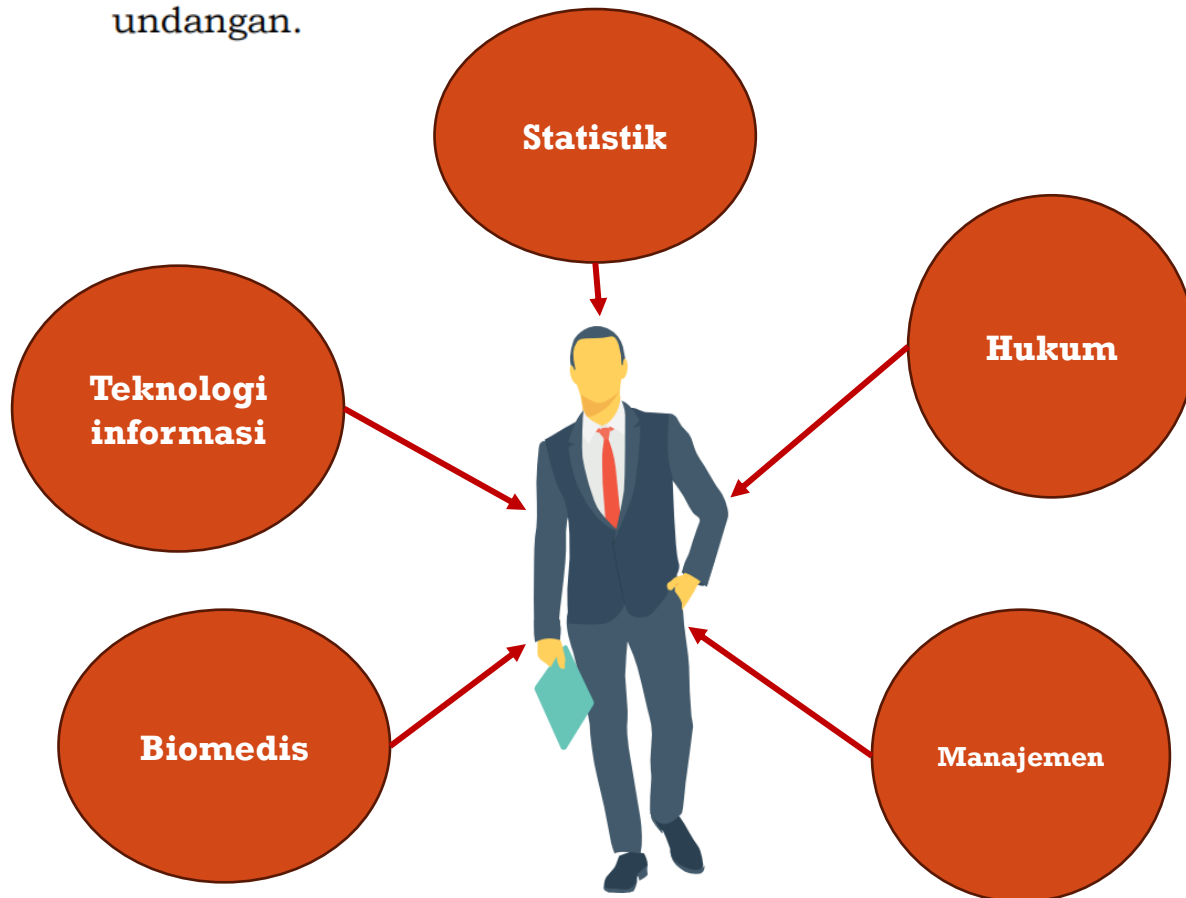 undangan.
Statistik
Hukum
Teknologi
informasi
Biomedis
Manajemen